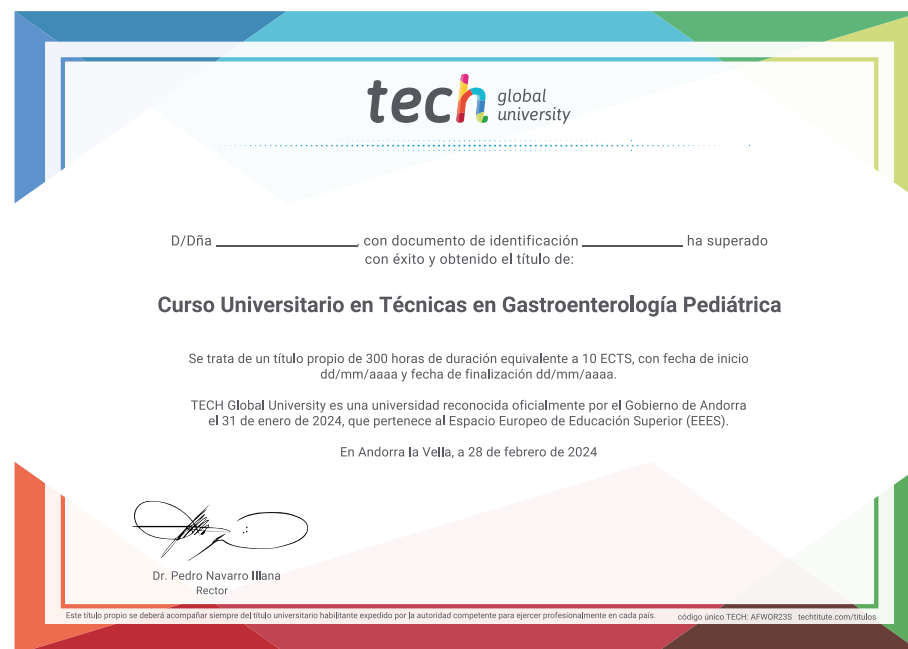 tech global university
D/Dña ____________, con documento de identificación ____________ ha superado
con éxito y obtenido el título de:
Curso Universitario en Técnicas en Gastroenterología Pediátrica
Se trata de un título propio de 300 horas de duración equivalente a 10 ECTS, con fecha de inicio
dd/mm/aaaa y fecha de finalización dd/mm/aaaa.
TECH Global University es una universidad reconocida oficialmente por el Gobierno de Andorra
el 31 de enero de 2024, que pertenece al Espacio Europeo de Educación Superior (EEES).
En Andorra la Vella, a 28 de febrero de 2024
Dr. Pedro Navarro Illana
Rector
Este título propio se deberá acompañar siempre del título universitario habilitante expedido por la autoridad competente para ejercer profesionalmente en cada país. código único TECH: AFWOR23S techtitute.com/titulos